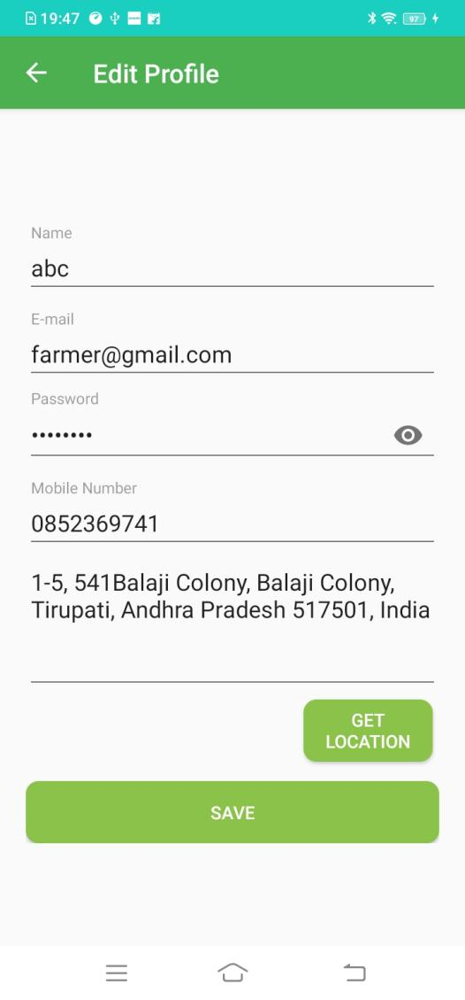 19:47
97
Edit Profile
Name
abc
E-mail
farmer@gmail.com
Password
••••••••
Mobile Number
0852369741
1-5, 541Balaji Colony, Balaji Colony,
Tirupati, Andhra Pradesh 517501, India
GET
LOCATION
SAVE